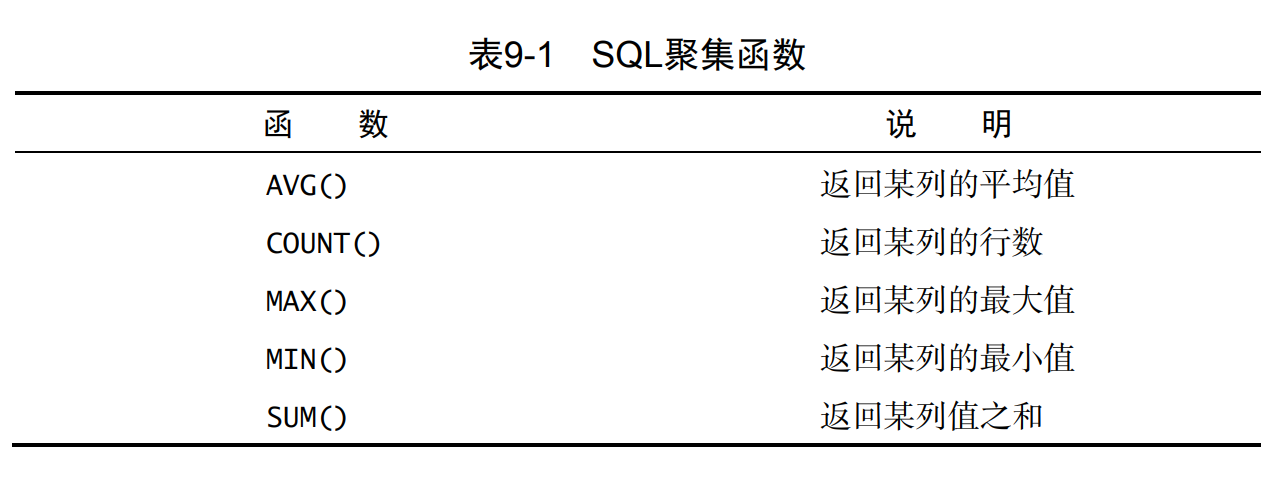 表9-1 SQL聚集函数
函 数 说 明
AVG() 返回某列的平均值
COUNT() 返回某列的行数
MAX() 返回某列的最大值
MIN() 返回某列的最小值
SUM() 返回某列值之和